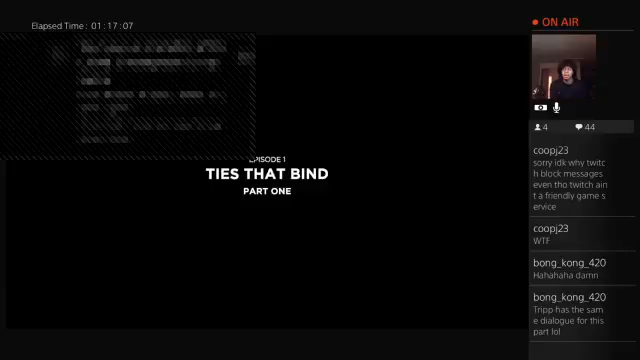 Elapsed Time : 01:17:07
ON AIR
4
44
coopj23
sorry idk why twitc
h block messages
even tho twitch ain
t a friendly game s
ervice
coopj23
WTF
bong_kong_420
Hahahaha damn
bong_kong_420
Tripp has the sam
e dialogue for this
part lol
EPISODE 1
TIES THAT BIND
PART ONE